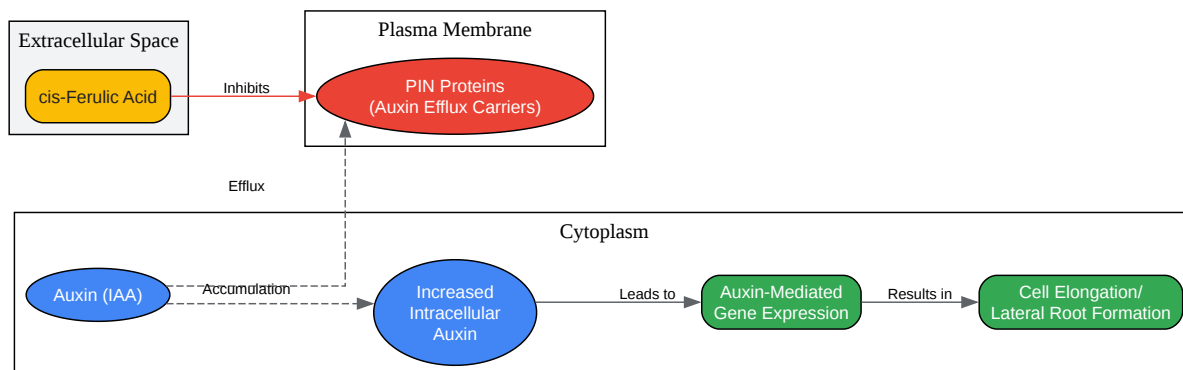 Extracellular Space
cis-Ferulic Acid
Inhibits
Plasma Membrane
PIN Proteins
(Auxin Efflux Carriers)
Efflux
Cytoplasm
Auxin (IAA)
Accumulation
Increased
Intracellular
Auxin
Leads to
Auxin-Mediated
Gene Expression
Results in
Cell Elongation/
Lateral Root Formation